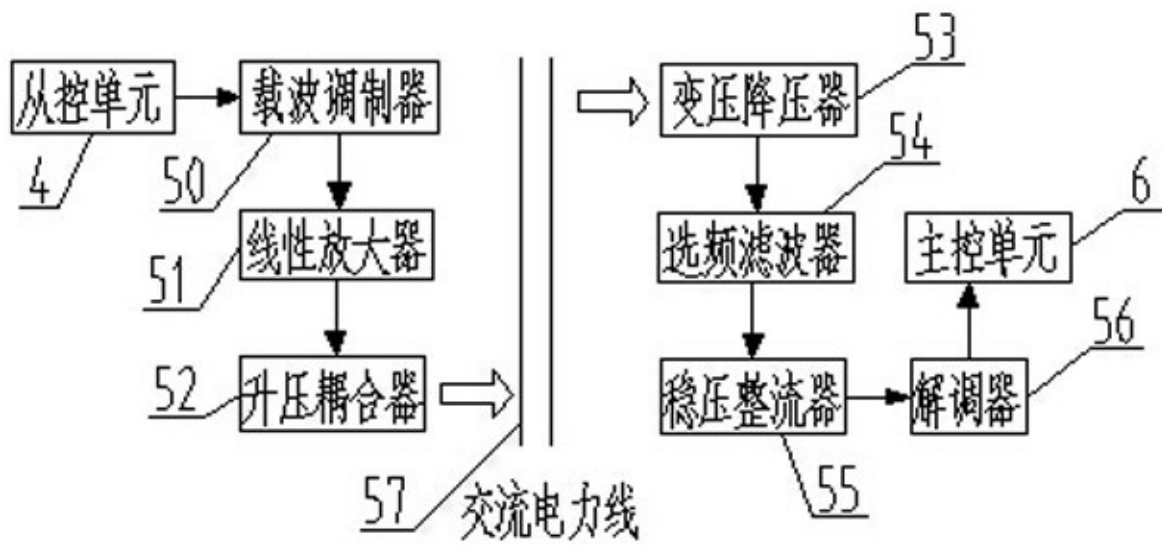 53
从控单元
载波调制器
变压降压器
4
50
54
6
线性放大器
选频滤波器
主控单元
51
56
52
升压耦合器
稳压整流器
解调器
57
交流电力线
55